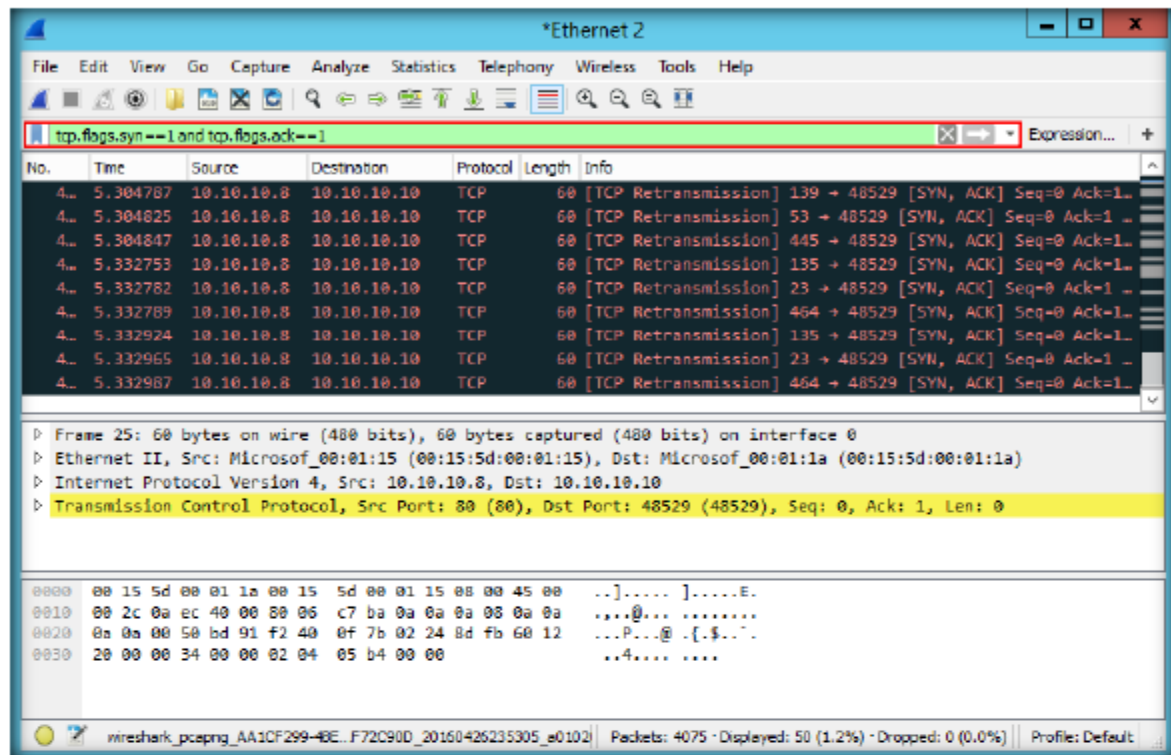 *Ethernet 2
File Edit View Go Capture Analyze Statistics Telephony Wireless Tools Help
tcp.flags.syn==1 and tcp.flags.ack==1 Expression... +
No. Time Source Destination Protocol Length Info
4... 5.304787 10.10.10.8 10.10.10.10 TCP 60 [TCP Retransmission] 139 → 48529 [SYN, ACK] Seq=0 Ack=1...
4... 5.304825 10.10.10.8 10.10.10.10 TCP 60 [TCP Retransmission] 53 → 48529 [SYN, ACK] Seq=0 Ack=1 ...
4... 5.304847 10.10.10.8 10.10.10.10 TCP 60 [TCP Retransmission] 445 → 48529 [SYN, ACK] Seq=0 Ack=1...
4... 5.332753 10.10.10.8 10.10.10.10 TCP 60 [TCP Retransmission] 135 → 48529 [SYN, ACK] Seq=0 Ack=1...
4... 5.332782 10.10.10.8 10.10.10.10 TCP 60 [TCP Retransmission] 23 → 48529 [SYN, ACK] Seq=0 Ack=1 ...
4... 5.332789 10.10.10.8 10.10.10.10 TCP 60 [TCP Retransmission] 464 → 48529 [SYN, ACK] Seq=0 Ack=1...
4... 5.332924 10.10.10.8 10.10.10.10 TCP 60 [TCP Retransmission] 135 → 48529 [SYN, ACK] Seq=0 Ack=1...
4... 5.332965 10.10.10.8 10.10.10.10 TCP 60 [TCP Retransmission] 23 → 48529 [SYN, ACK] Seq=0 Ack=1 ...
4... 5.332987 10.10.10.8 10.10.10.10 TCP 60 [TCP Retransmission] 464 → 48529 [SYN, ACK] Seq=0 Ack=1...
Frame 25: 60 bytes on wire (480 bits), 60 bytes captured (480 bits) on interface 0
Ethernet II, Src: Microsof_00:01:15 (00:15:5d:00:01:15), Dst: Microsof_00:01:1a (00:15:5d:00:01:1a)
Internet Protocol Version 4, Src: 10.10.10.8, Dst: 10.10.10.10
Transmission Control Protocol, Src Port: 80 (80), Dst Port: 48529 (48529), Seq: 0, Ack: 1, Len: 0
0000 00 15 5d 00 01 1a 00 15 5d 00 01 15 08 00 45 00 ..]..... ].....E.
0010 00 2c 0a ec 40 00 80 06 c7 ba 0a 0a 0a 08 0a 0a .,..@... ........
0020 0a 0a 00 50 bd 91 f2 40 0f 7b 02 24 8d fb 60 12 ...P...@ .{.$..`.
0030 20 00 00 34 00 00 02 04 05 b4 00 00 ..4.... ....
wireshark_pcapng_AA1CF299-4BE...F72C90D_20160426235305_a0102 Packets: 4075 · Displayed: 50 (1.2%) · Dropped: 0 (0.0%) Profile: Default